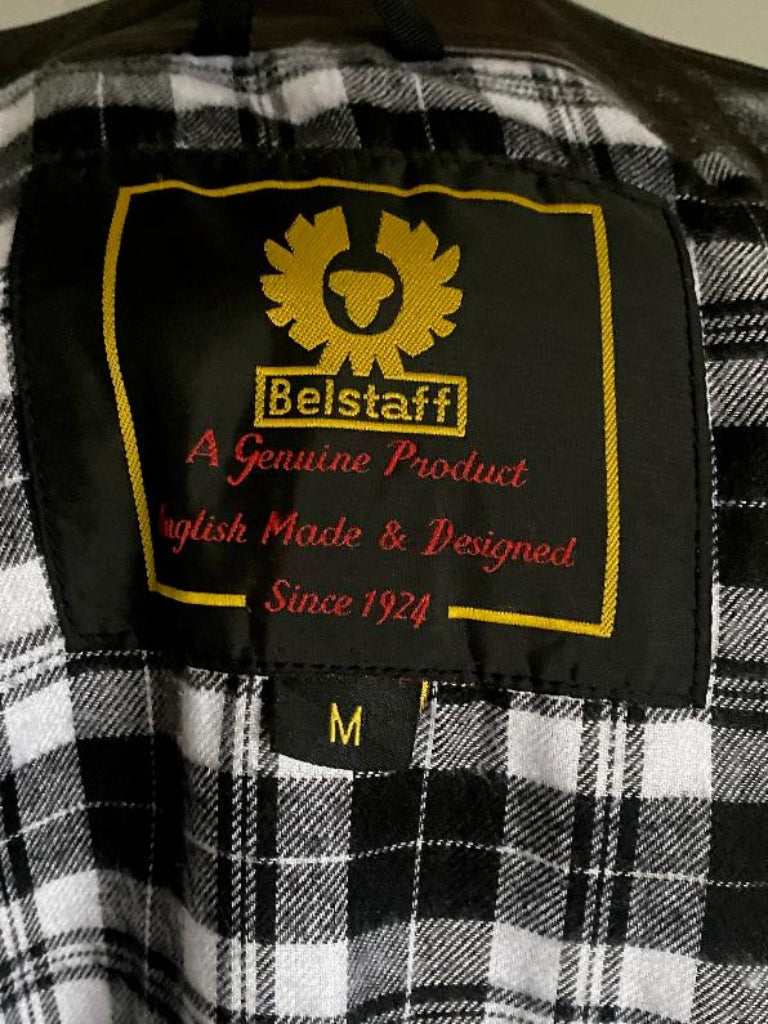 Belstaff
A Genuine Product
English Made & Designed
Since 1924
M